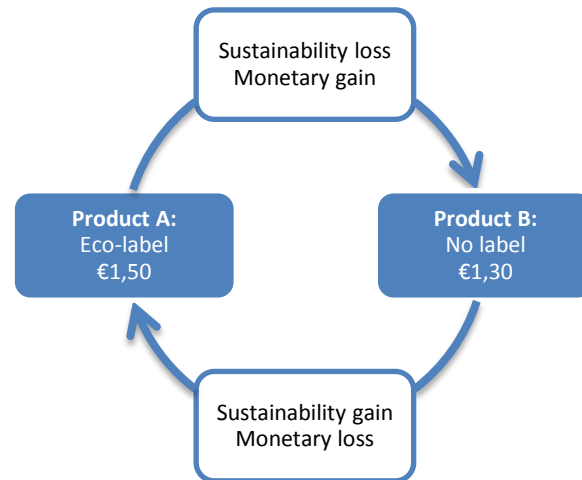 Sustainability loss
Monetary gain
Product A:
Eco-label
€1,50
Product B:
No label
€1,30
Sustainability gain
Monetary loss